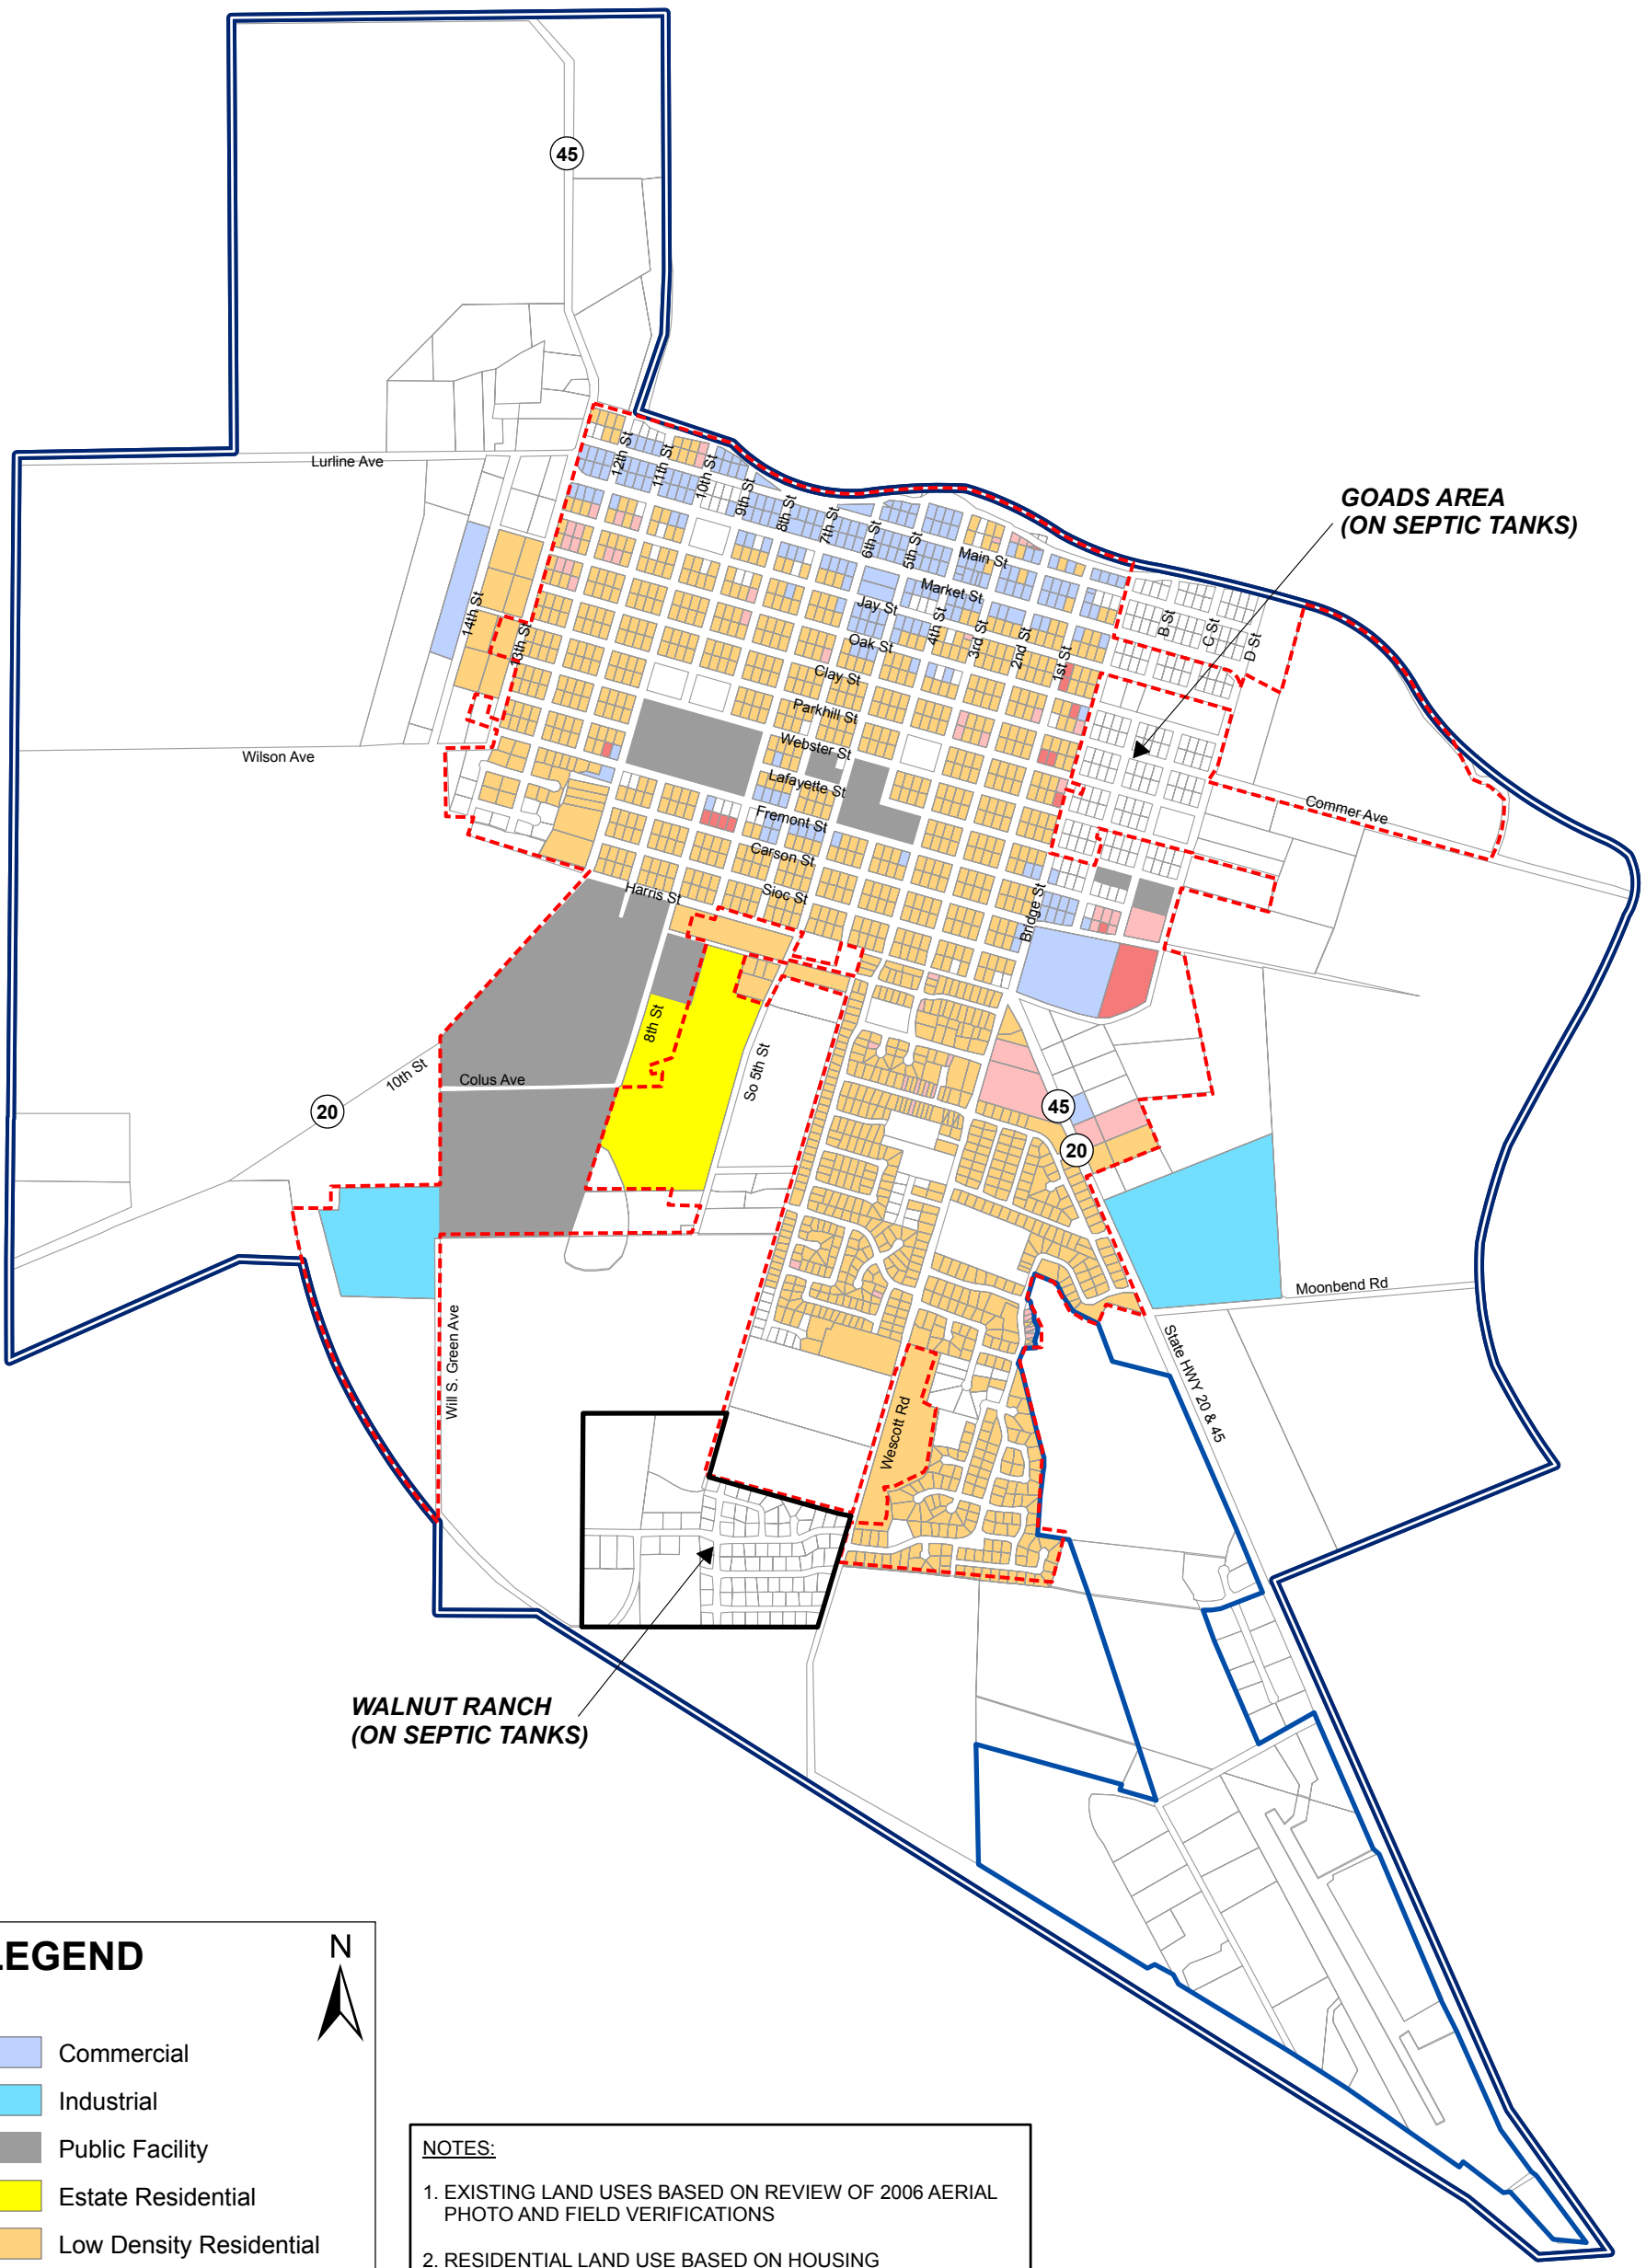 45
Lurline Ave
12th St
11th St
10th St
9th St
8th St
7th St
6th St
5th St
Main St
Market St
Jay St
4th St
3rd St
2nd St
1st St
Oak St
Clay St
Parkhill St
Webster St
Lafayette St
Fremont St
Carson St
Sioc St
Harris St
14th St
13th St
B St
C St
D St
GOADS AREA
(ON SEPTIC TANKS)
Wilson Ave
Commer Ave
Bridge St
8th St
So 5th St
10th St
Colus Ave
20
45
20
Moonbend Rd
Will S. Green Ave
State HWY 20 & 45
Wescott Rd
WALNUT RANCH
(ON SEPTIC TANKS)
LEGEND
N
Commercial
Industrial
Public Facility
Estate Residential
Low Density Residential
NOTES:
1. EXISTING LAND USES BASED ON REVIEW OF 2006 AERIAL
PHOTO AND FIELD VERIFICATIONS
2. RESIDENTIAL LAND USE BASED ON HOUSING